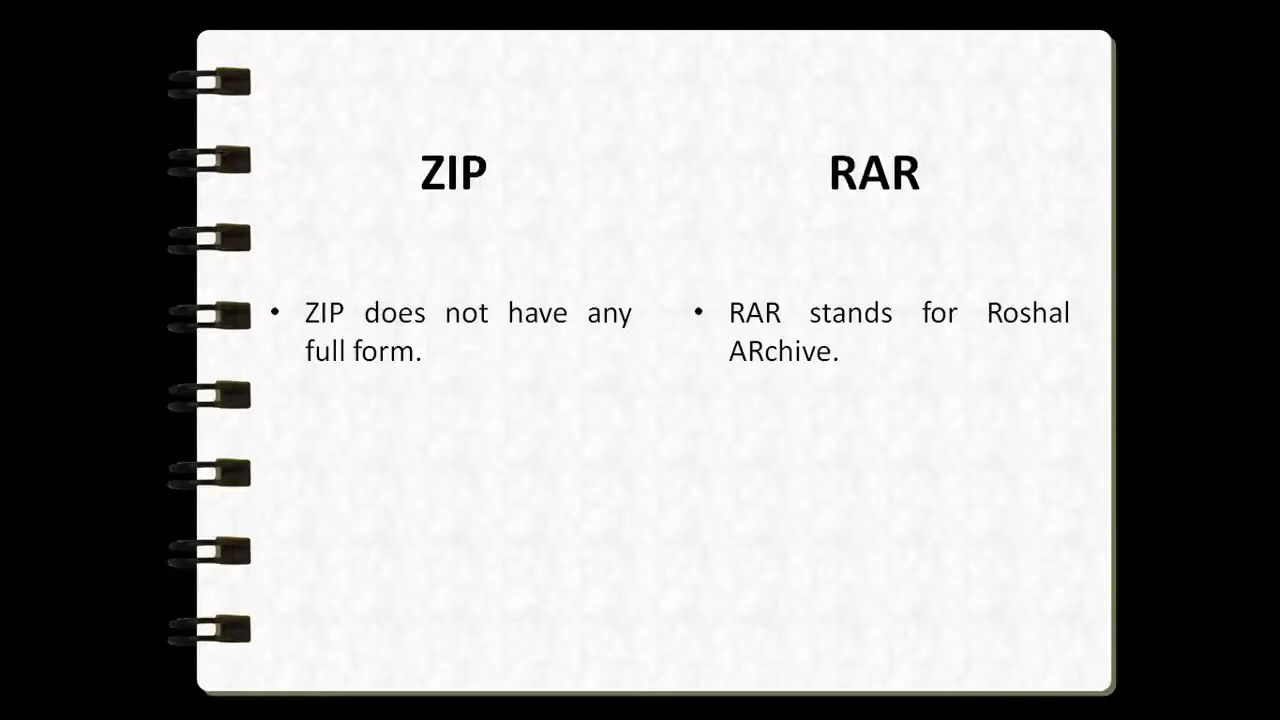 ZIP
RAR
• ZIP does not have any
full form.
• RAR stands for Roshal
ARchive.